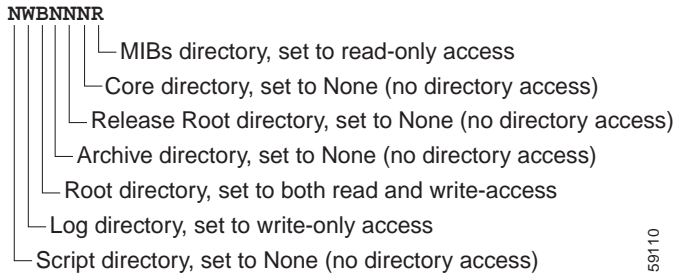 NWBNNNR
MIBs directory, set to read-only access
Core directory, set to None (no directory access)
Release Root directory, set to None (no directory access)
Archive directory, set to None (no directory access)
Root directory, set to both read and write-access
Log directory, set to write-only access
Script directory, set to None (no directory access)
59110